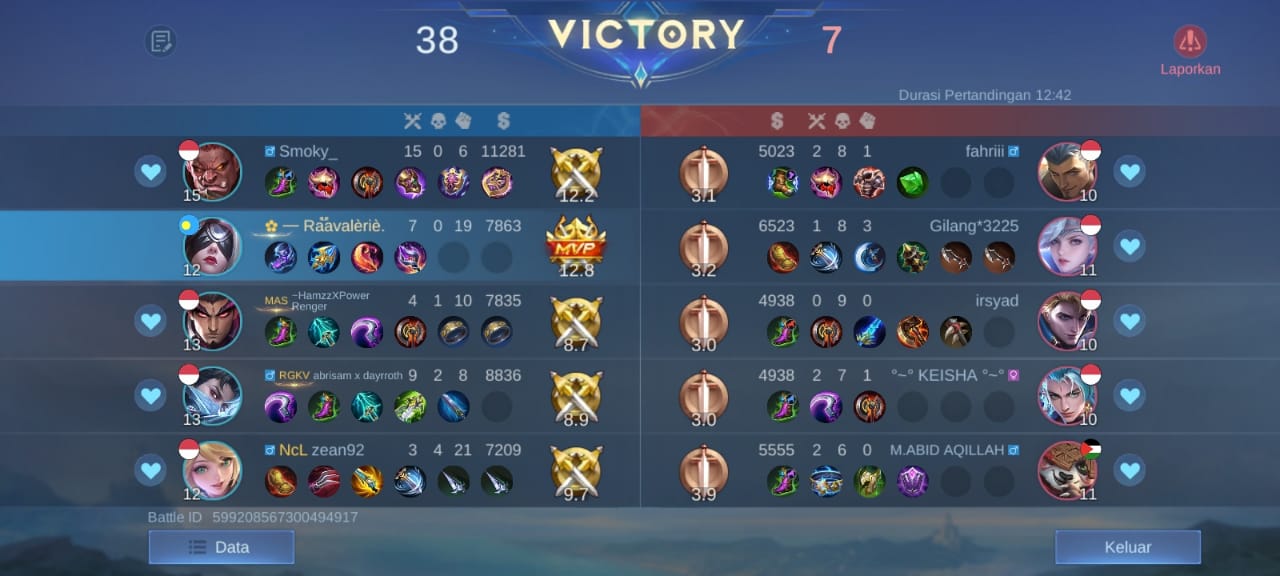 38 VICTORY 7
Laporkan
Durasi Pertandingan 12:42
Smoky_ 15 0 6 11281
15 12.2
5023 2 8 1 fahriii
3.1 10
— Räävalèriè. 7 0 19 7863
12 MVP 12.8
6523 1 8 3 Gilang*3225
3.2 11
MAS ~HamzzXPower Renger 4 1 10 7835
13 8.7
4938 0 9 0 irsyad
3.0 10
RGKV abrisam x dayrroth 9 2 8 8836
13 8.9
4938 2 7 1 °~° KEISHA °~°
3.0 10
NcL zean92 3 4 21 7209
12 9.7
5555 2 6 0 M.ABID AQILLAH
3.9 11
Battle ID 599208567300494917
Data
Keluar